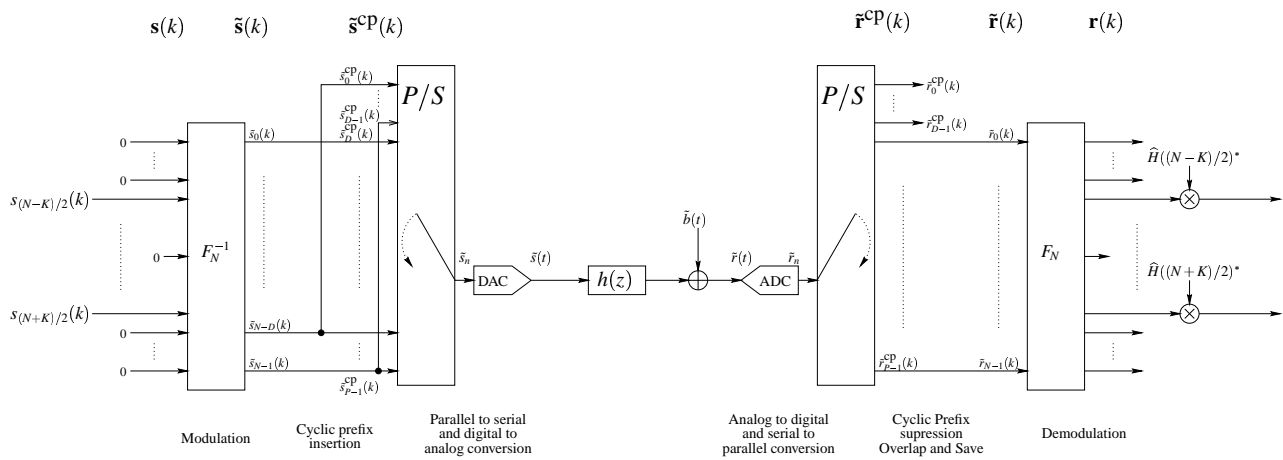 s(k)
s̃(k)
s̃^cp(k)
r̃^cp(k)
r̃(k)
r(k)
s̃_0^cp(k)
P/S
P/S
r̃_0^cp(k)
s̃_{D−1}^cp(k)
r̃_{D−1}^cp(k)
0
s̃_0(k)
s̃_D^cp(k)
r̃_0(k)
Ĥ((N−K)/2)*
0
s_{(N−K)/2}(k)
×
b̃(t)
0
F_N^{−1}
s̃_n
s̃(t)
r̃(t)
r̃_n
F_N
DAC
h(z)
ADC
Ĥ((N+K)/2)*
s_{(N+K)/2}(k)
×
0
s̃_{N−D}(k)
0
s̃_{N−1}(k)
s̃_{P−1}^cp(k)
r̃_{P−1}^cp(k)
r̃_{N−1}(k)
Modulation
Cyclic prefix
insertion
Parallel to serial
and digital to
analog conversion
Analog to digital
and serial to
parallel conversion
Cyclic Prefix
supression
Overlap and Save
Demodulation